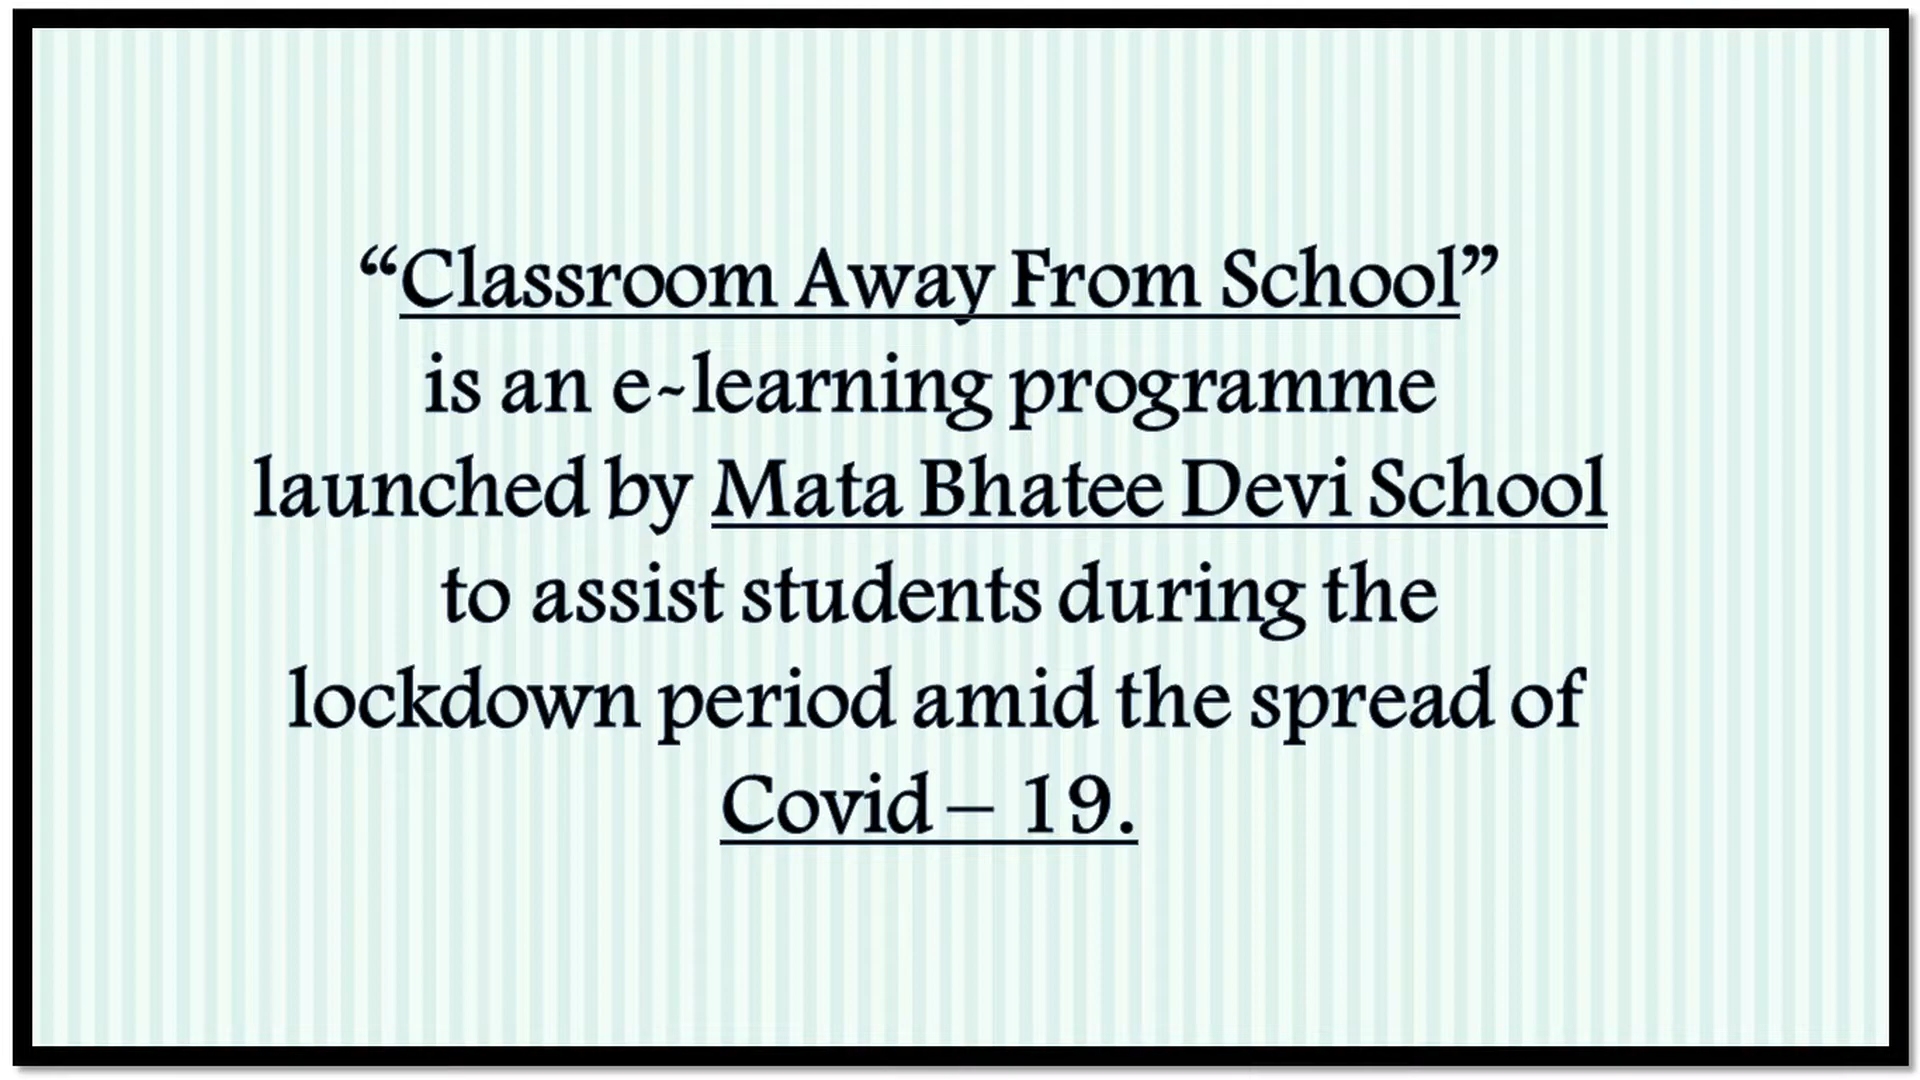 “Classroom Away From School”
is an e-learning programme
launched by Mata Bhatee Devi School
to assist students during the
lockdown period amid the spread of
Covid – 19.